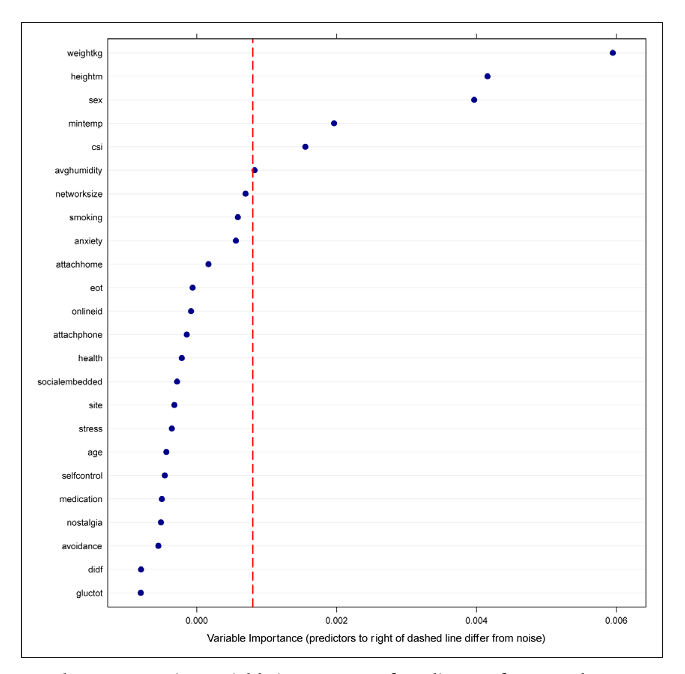 weightkg
heightm
sex
mintemp
csi
avghumidity
networksize
smoking
anxiety
attachhome
eot
onlineid
attachphone
health
socialembedded
site
stress
age
selfcontrol
medication
nostalgia
avoidance
didf
gluctot
0.000 0.002 0.004 0.006
Variable Importance (predictors to right of dashed line differ from noise)